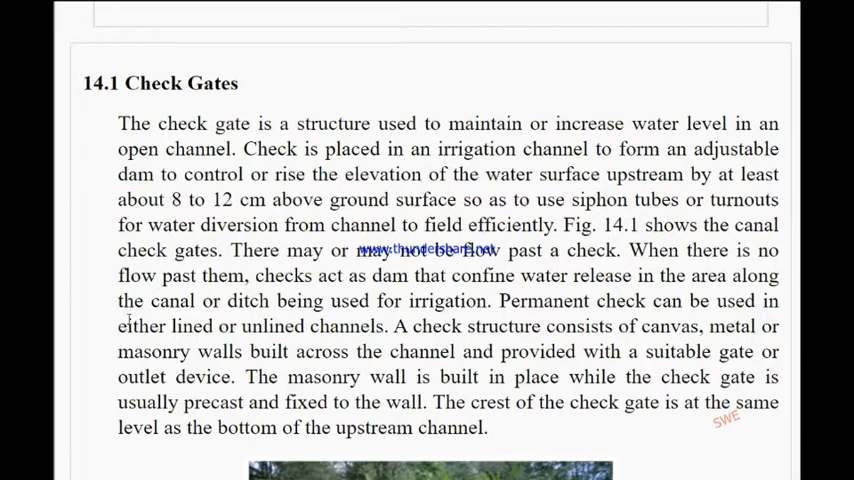 14.1 Check Gates
The check gate is a structure used to maintain or increase water level in an
open channel. Check is placed in an irrigation channel to form an adjustable
dam to control or rise the elevation of the water surface upstream by at least
about 8 to 12 cm above ground surface so as to use siphon tubes or turnouts
for water diversion from channel to field efficiently. Fig. 14.1 shows the canal
check gates. There may or may not be flow past a check. When there is no
www.thundershare.net
flow past them, checks act as dam that confine water release in the area along
the canal or ditch being used for irrigation. Permanent check can be used in
either lined or unlined channels. A check structure consists of canvas, metal or
masonry walls built across the channel and provided with a suitable gate or
outlet device. The masonry wall is built in place while the check gate is
usually precast and fixed to the wall. The crest of the check gate is at the same
level as the bottom of the upstream channel.
SWE